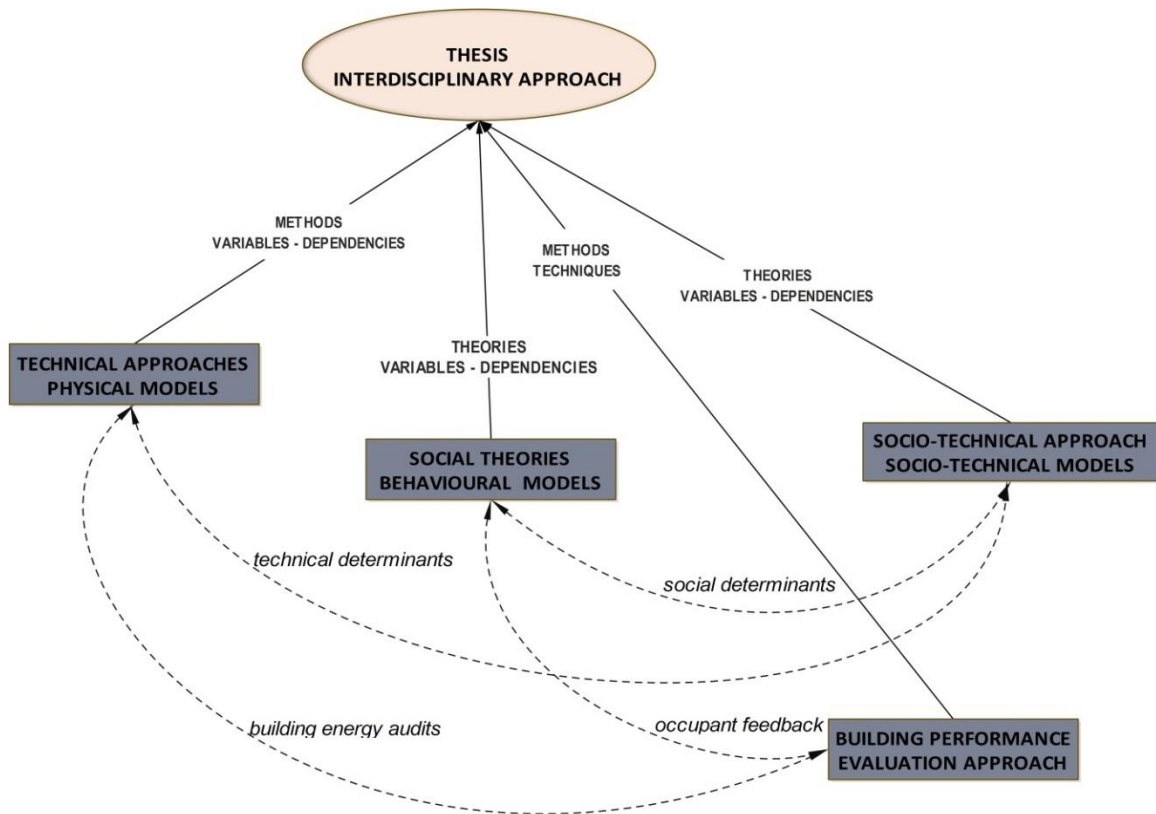 THESIS
INTERDISCIPLINARY APPROACH
METHODS
VARIABLES - DEPENDENCIES
METHODS
TECHNIQUES
THEORIES
VARIABLES - DEPENDENCIES
THEORIES
VARIABLES - DEPENDENCIES
TECHNICAL APPROACHES
PHYSICAL MODELS
SOCIAL THEORIES
BEHAVIOURAL MODELS
SOCIO-TECHNICAL APPROACH
SOCIO-TECHNICAL MODELS
technical determinants
social determinants
building energy audits
occupant feedback
BUILDING PERFORMANCE
EVALUATION APPROACH